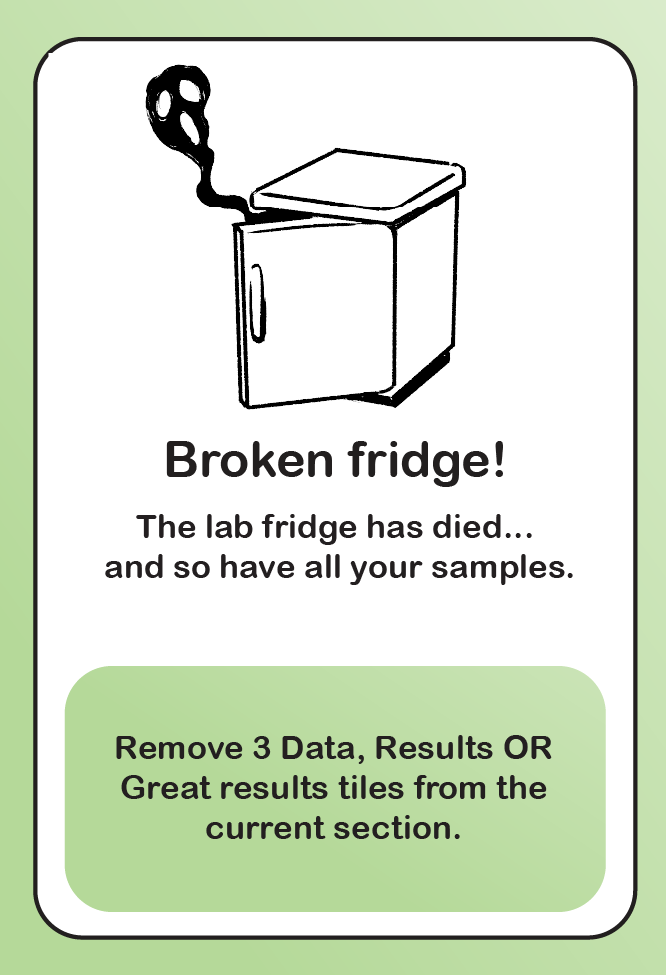 Broken fridge!
The lab fridge has died...
and so have all your samples.
Remove 3 Data, Results OR
Great results tiles from the
current section.